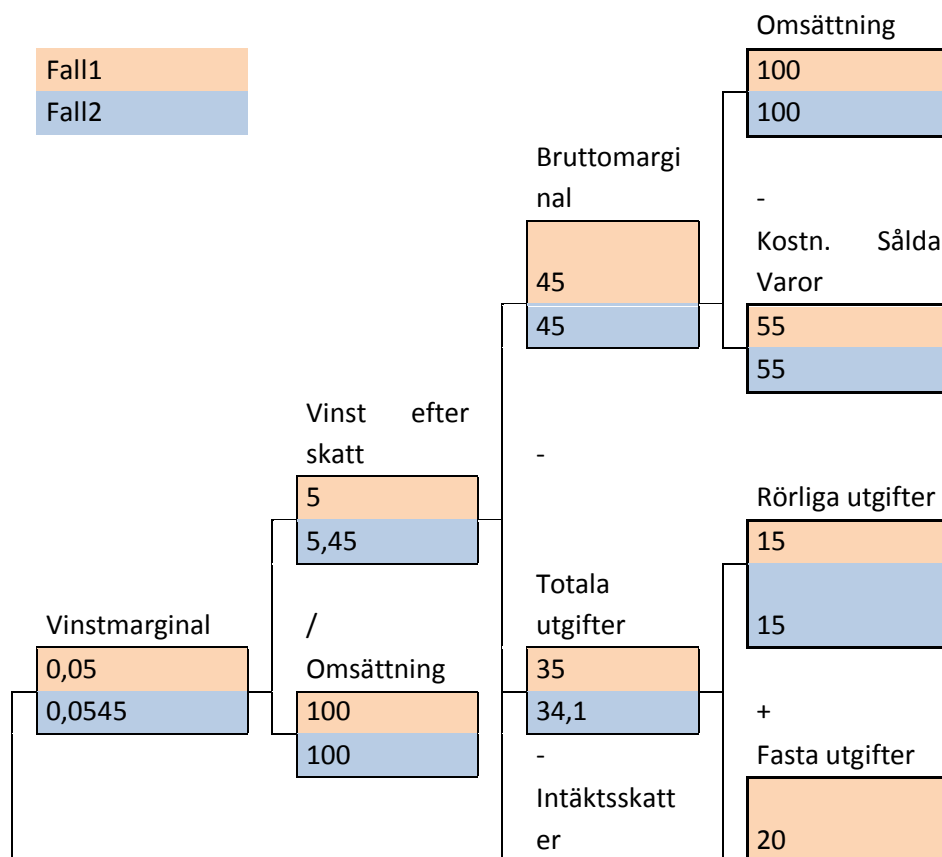 Omsättning
Fall1
100
Fall2
100
Bruttomargi
nal
-
Kostn. Sålda
Varor
45
55
45
55
Vinst efter
skatt
-
5
Rörliga utgifter
5,45
15
Totala
utgifter
15
Vinstmarginal
/
0,05
Omsättning
35
0,0545
100
34,1
+
100
-
Fasta utgifter
Intäktsskatt
er
20